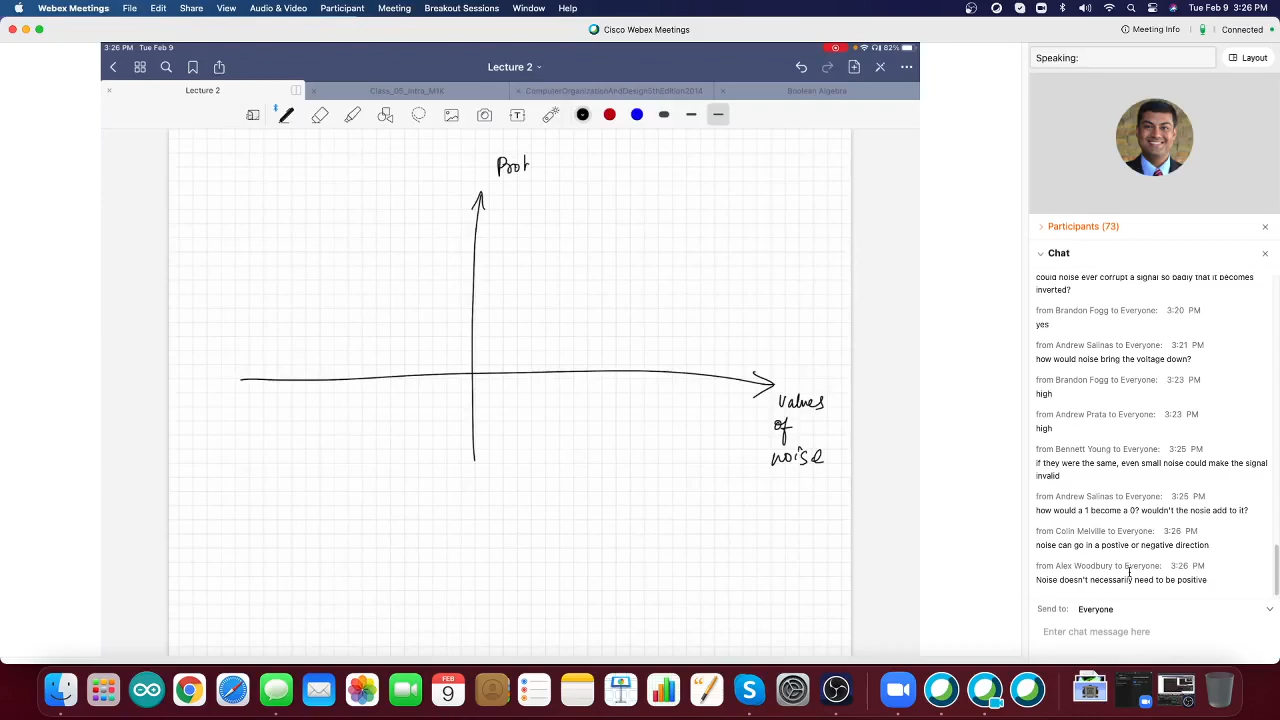 Webex Meetings File Edit Share View Audio & Video Participant Meeting Breakout Sessions Window Help Tue Feb 9 3:26 PM
Cisco Webex Meetings
Meeting Info Connected
3:26 PM Tue Feb 9
82%
Lecture 2
Lecture 2 Class_05_intra_M1K ComputerOrganizationAndDesign5thEdition2014 Boolean Algebra
Prot
values
of
noise
Speaking:
Layout
Participants (73)
Chat
could noise ever corrupt a signal so badly that it becomes
inverted?
from Brandon Fogg to Everyone: 3:20 PM
yes
from Andrew Salinas to Everyone: 3:21 PM
how would noise bring the voltage down?
from Brandon Fogg to Everyone: 3:23 PM
high
from Andrew Prata to Everyone: 3:23 PM
high
from Bennett Young to Everyone: 3:25 PM
if they were the same, even small noise could make the signal
invalid
from Andrew Salinas to Everyone: 3:25 PM
how would a 1 become a 0? wouldn't the nosie add to it?
from Colin Melville to Everyone: 3:26 PM
noise can go in a postive or negative direction
from Alex Woodbury to Everyone: 3:26 PM
Noise doesn't necessarily need to be positive
Send to: Everyone
Enter chat message here
FEB
9